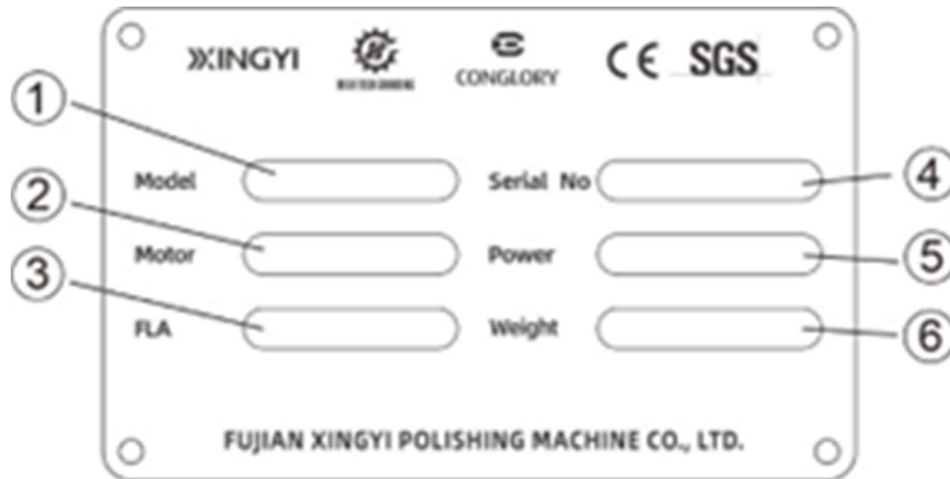 XINGYI CONGLORY CE SGS
① Model Serial No ④
② Motor Power ⑤
③ FLA Weight ⑥
FUJIAN XINGYI POLISHING MACHINE CO., LTD.